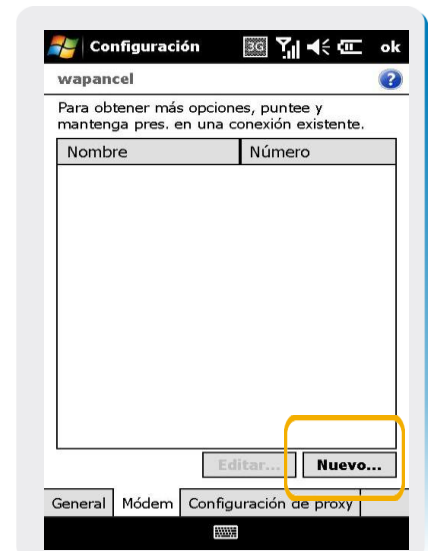 Configuración 3G ok
wapancel
Para obtener más opciones, puntee y
mantenga pres. en una conexión existente.
Nombre Número
Editar... Nuevo...
General Módem Configuración de proxy